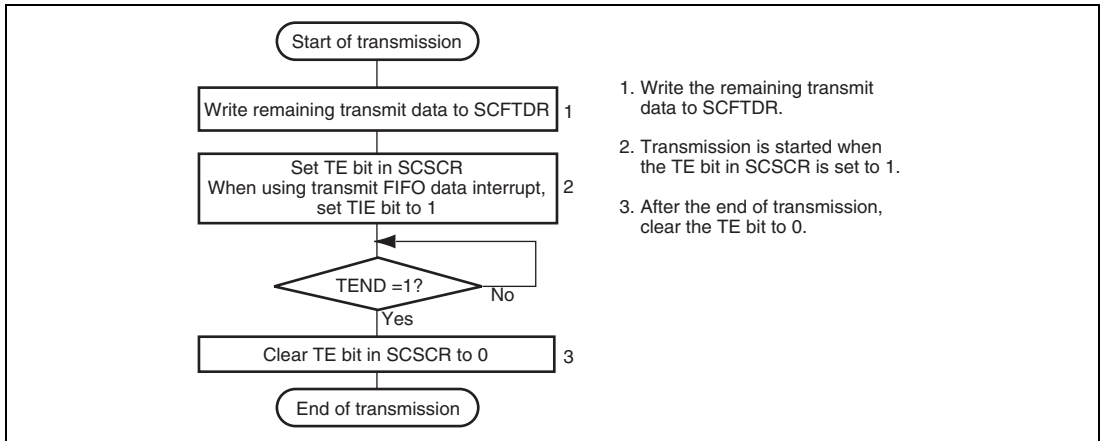 Start of transmission
Write remaining transmit data to SCFTDR 1
Set TE bit in SCSCR
When using transmit FIFO data interrupt, 2
set TIE bit to 1
TEND =1?
No
Yes
Clear TE bit in SCSCR to 0 3
End of transmission
1. Write the remaining transmit
data to SCFTDR.
2. Transmission is started when
the TE bit in SCSCR is set to 1.
3. After the end of transmission,
clear the TE bit to 0.